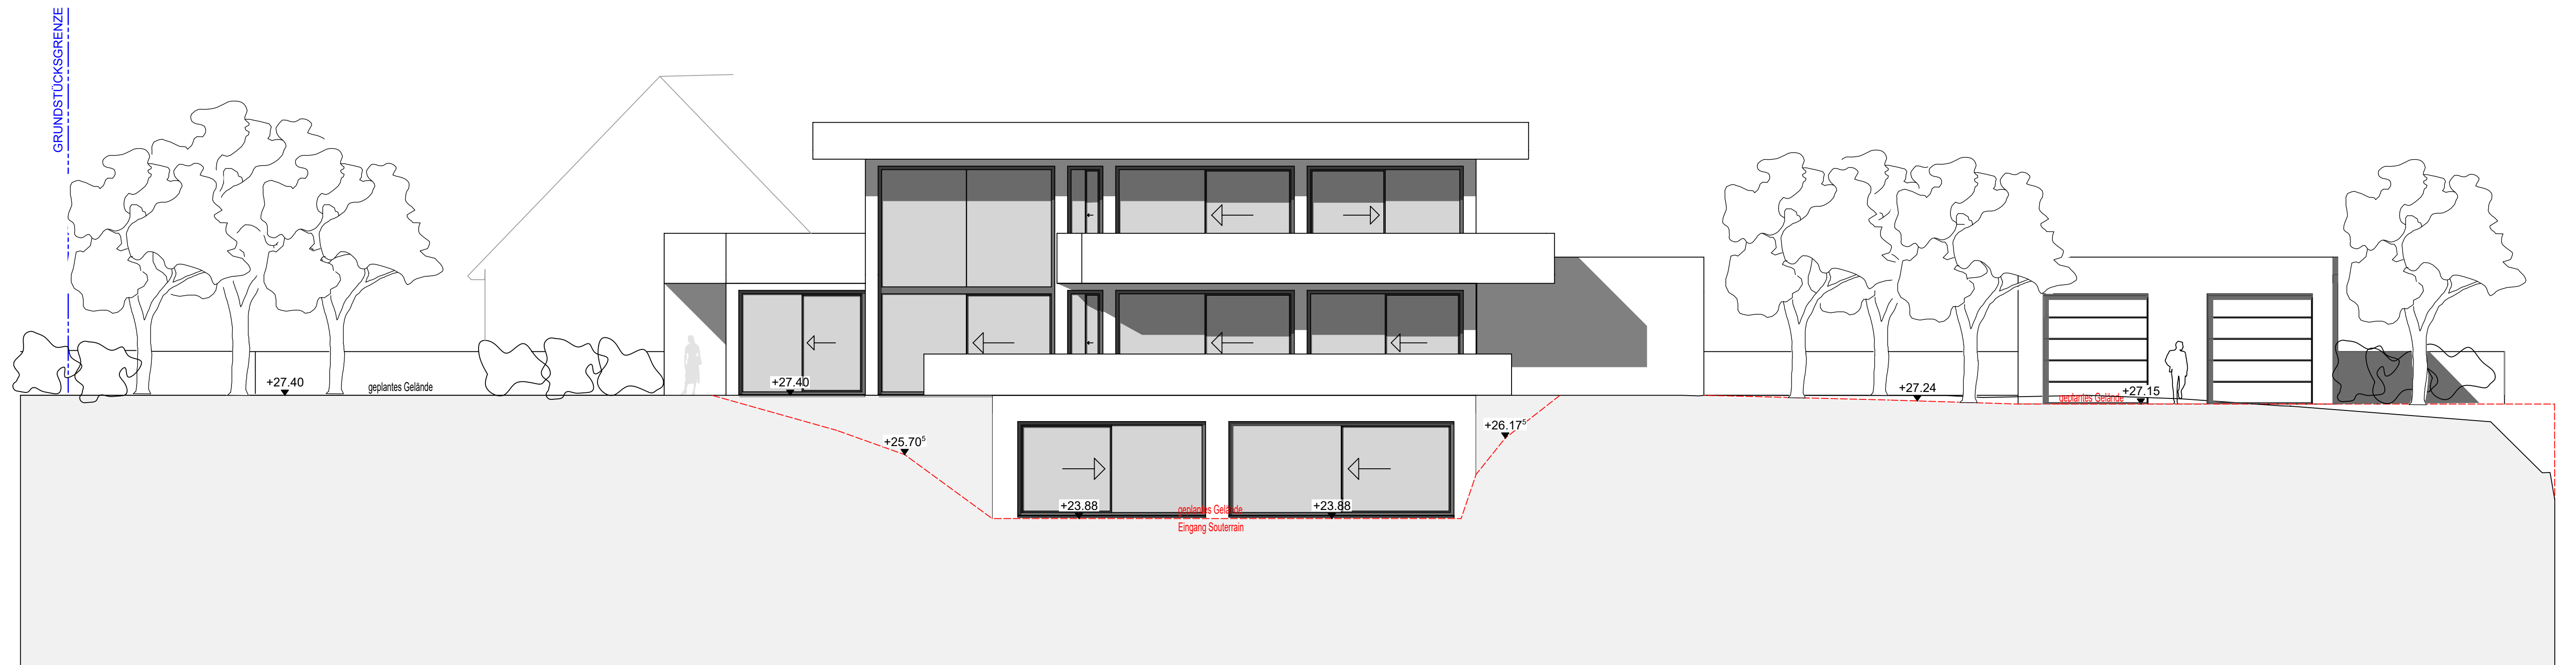 GRUNDSTÜCKSGRENZE
+27.40
geplantes Gelände
+27.40
+25.70⁵
+23.88
geplantes Gelände
Eingang Souterrain
+23.88
+26.17⁵
+27.24
geplantes Gelände
+27.15